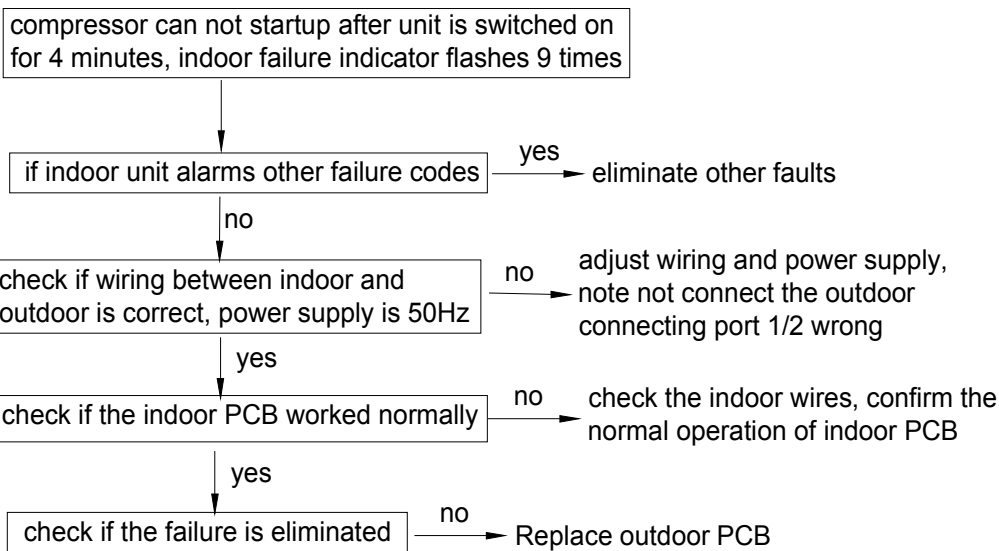 compressor can not startup after unit is switched on
for 4 minutes, indoor failure indicator flashes 9 times
if indoor unit alarms other failure codes
yes
eliminate other faults
no
check if wiring between indoor and
outdoor is correct, power supply is 50Hz
no
adjust wiring and power supply,
note not connect the outdoor
connecting port 1/2 wrong
yes
check if the indoor PCB worked normally
no
check the indoor wires, confirm the
normal operation of indoor PCB
yes
check if the failure is eliminated
no
Replace outdoor PCB